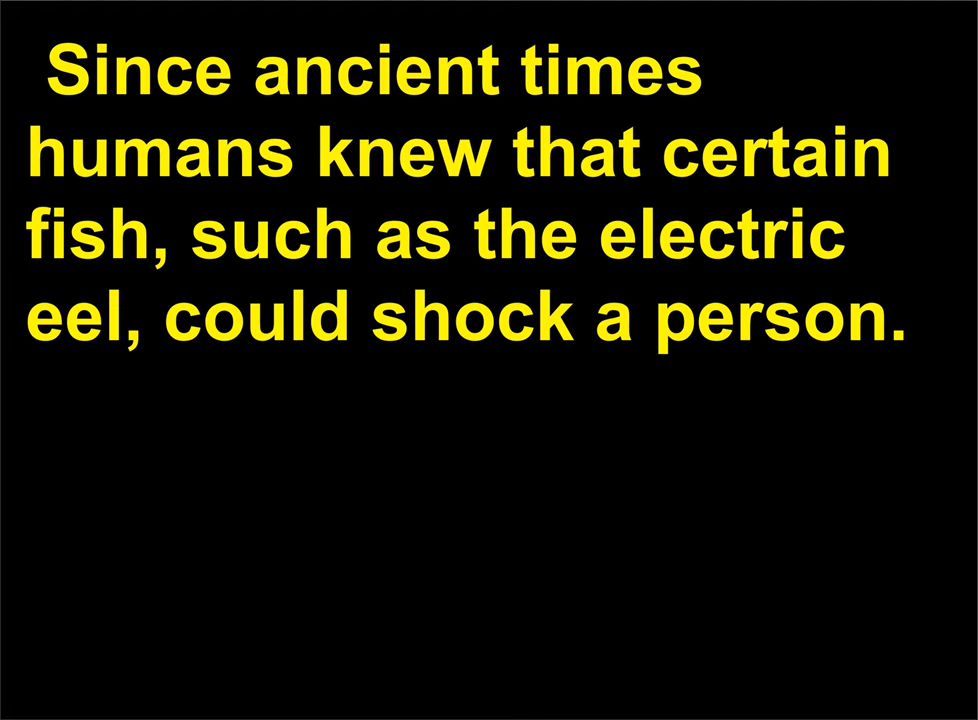 Since ancient times
humans knew that certain
fish, such as the electric
eel, could shock a person.